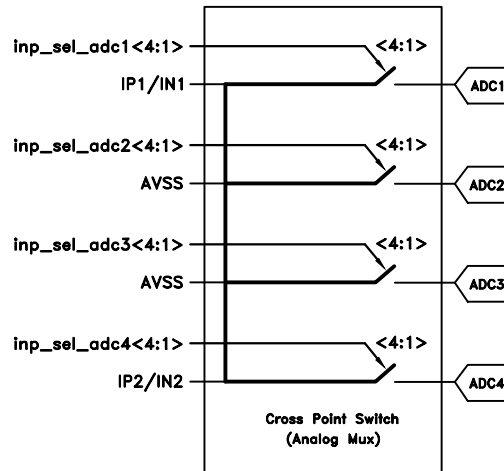 inp_sel_adc1<4:1> <4:1>
IP1/IN1 ADC1
inp_sel_adc2<4:1> <4:1>
AVSS ADC2
inp_sel_adc3<4:1> <4:1>
AVSS ADC3
inp_sel_adc4<4:1> <4:1>
IP2/IN2 ADC4
Cross Point Switch
(Analog Mux)